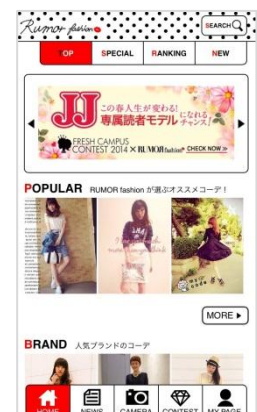 Rumor fashion
SEARCH
TOP SPECIAL RANKING NEW
JJ この春人生が変わる!
専属読者モデルになれるチャンス!
FRESH CAMPUS
CONTEST 2014 × RUMOR fashion CHECK NOW
POPULAR RUMOR fashion が選ぶオススメコーデ!
MORE
BRAND 人気ブランドのコーデ
HOME NEWS CAMERA CONTEST MY PAGE